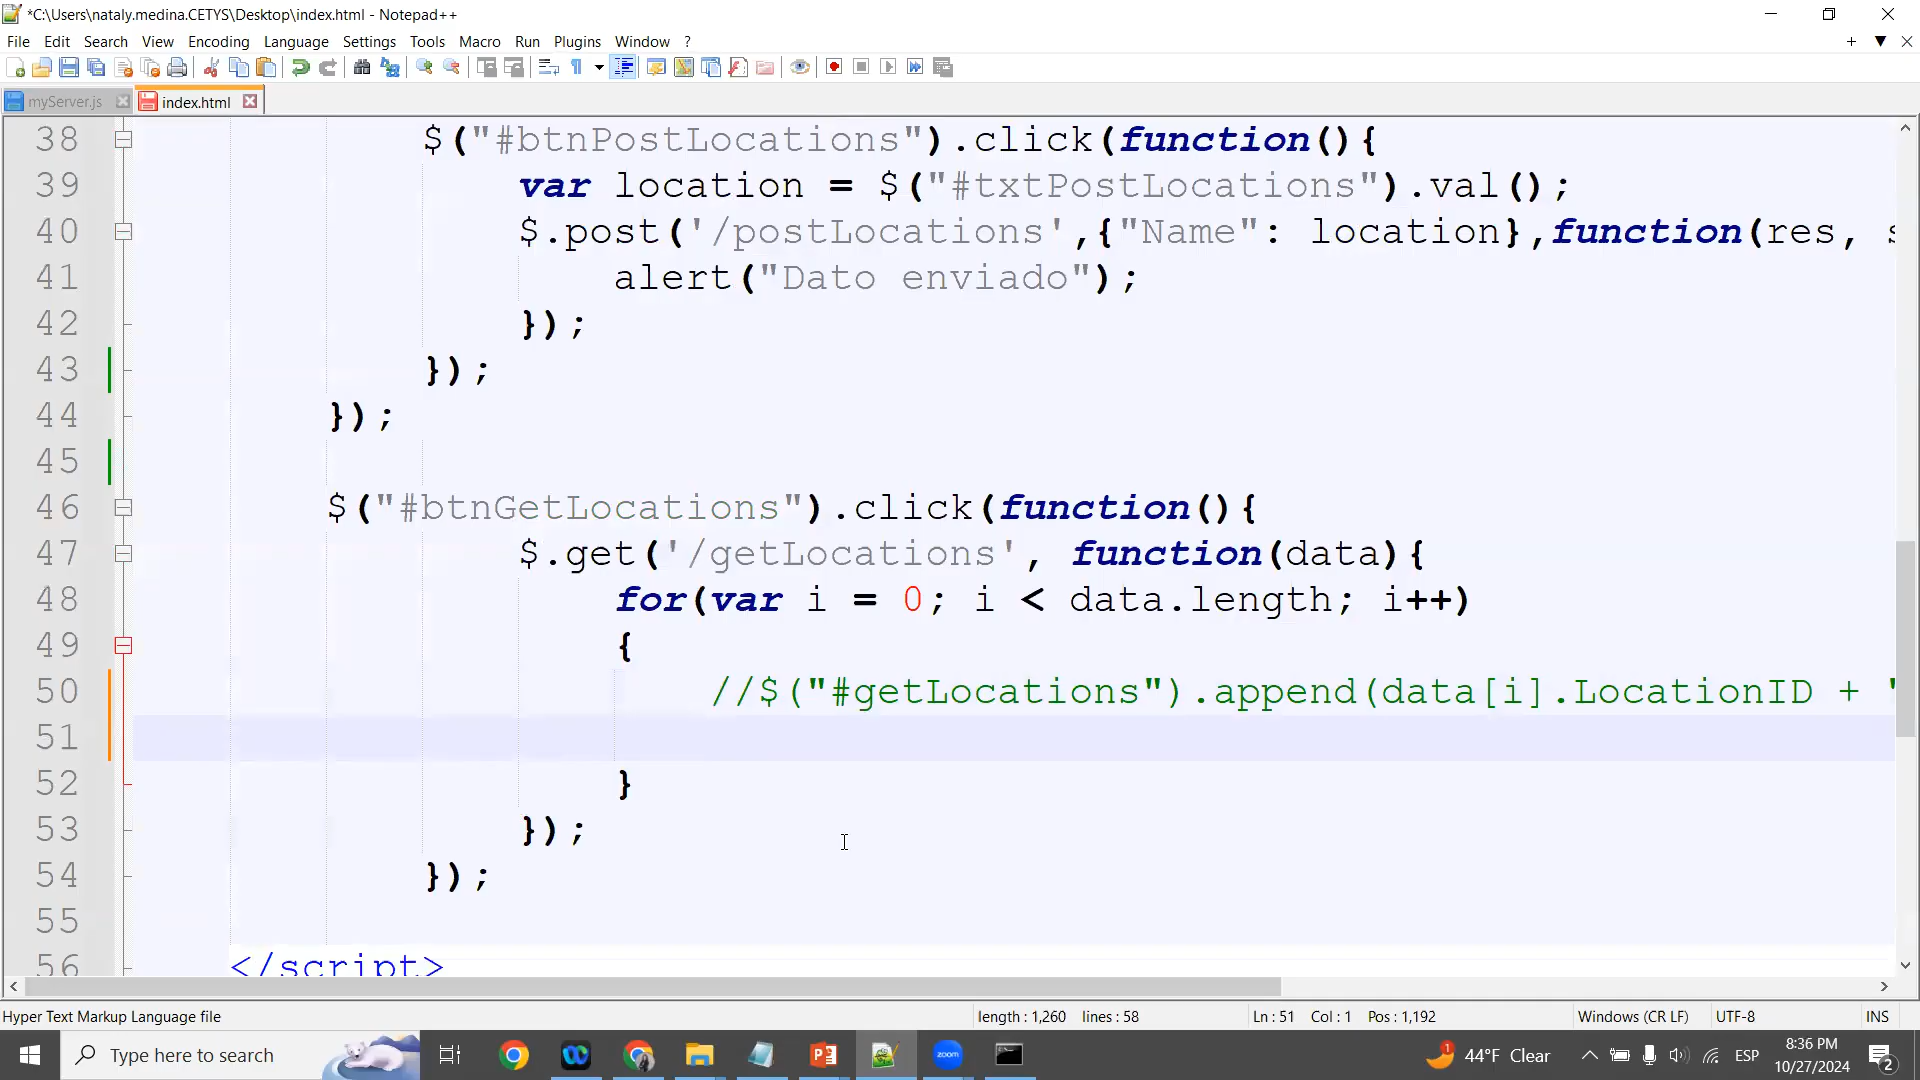 *C:\Users\nataly.medina.CETYS\Desktop\index.html - Notepad++
File Edit Search View Encoding Language Settings Tools Macro Run Plugins Window ?
myServer.js index.html
38 $("#btnPostLocations").click(function(){
39 var location = $("#txtPostLocations").val();
40 $.post('/postLocations',{"Name": location},function(res, s
41 alert("Dato enviado");
42 });
43 });
44 });
45
46 $("#btnGetLocations").click(function(){
47 $.get('/getLocations', function(data){
48 for(var i = 0; i < data.length; i++)
49 {
50 //$("#getLocations").append(data[i].LocationID + "
51
52 }
53 });
54 });
55
56 </script>
Hyper Text Markup Language file length : 1,260 lines : 58 Ln : 51 Col : 1 Pos : 1,192 Windows (CR LF) UTF-8 INS
Type here to search zoom 1 44°F Clear ESP 8:36 PM
10/27/2024 2